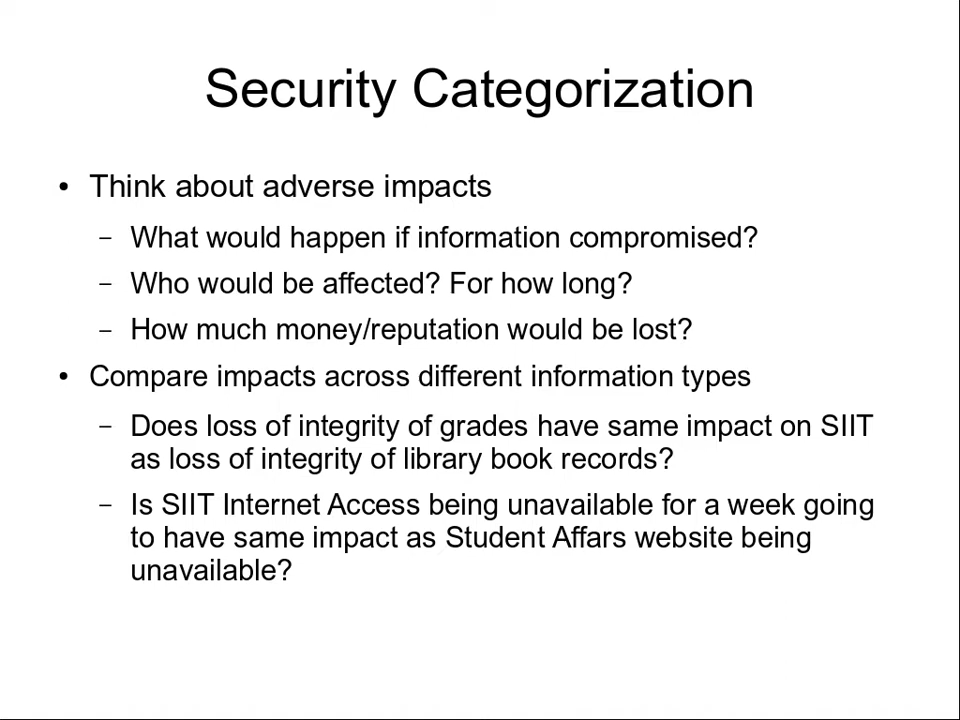 Security Categorization
• Think about adverse impacts
– What would happen if information compromised?
– Who would be affected? For how long?
– How much money/reputation would be lost?
• Compare impacts across different information types
– Does loss of integrity of grades have same impact on SIIT
as loss of integrity of library book records?
– Is SIIT Internet Access being unavailable for a week going
to have same impact as Student Affars website being
unavailable?